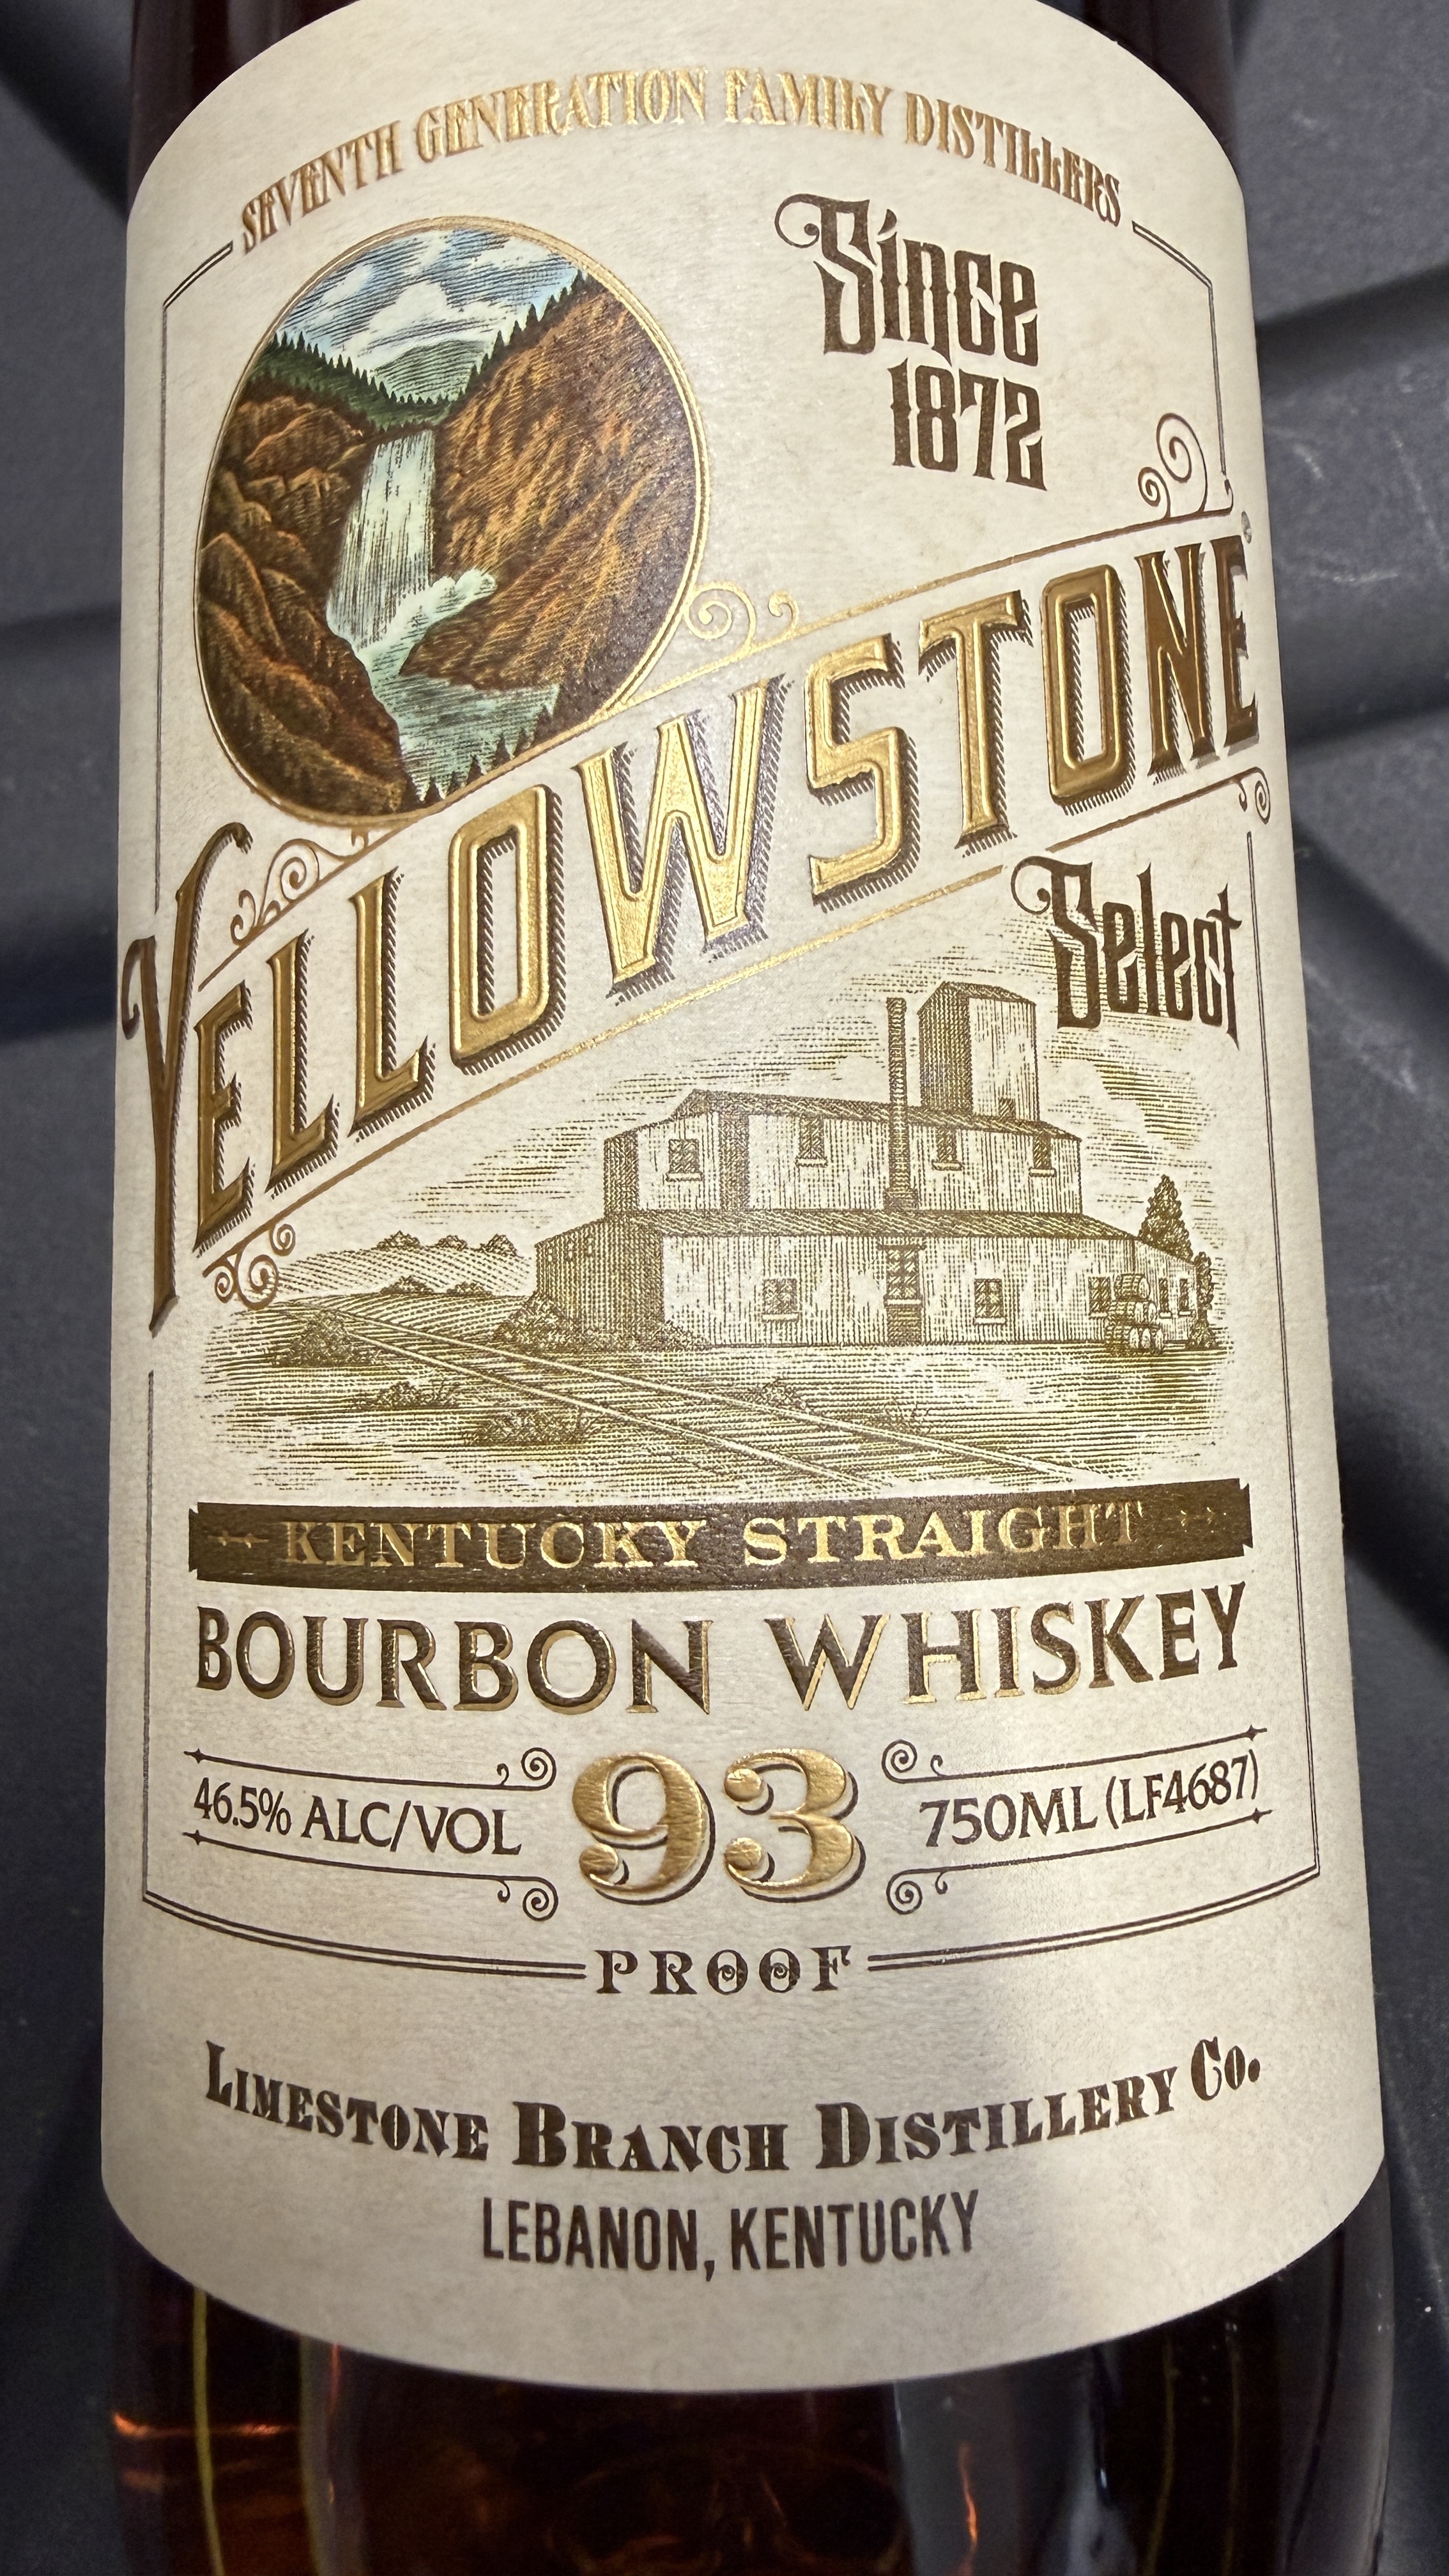 SEVENTH GENERATION FAMILY DISTILLERS
Since
1872
YELLOWSTONE®
Select
KENTUCKY STRAIGHT
BOURBON WHISKEY
46.5% ALC/VOL 93 750ML (LF4687)
PROOF
LIMESTONE BRANCH DISTILLERY CO.
LEBANON, KENTUCKY